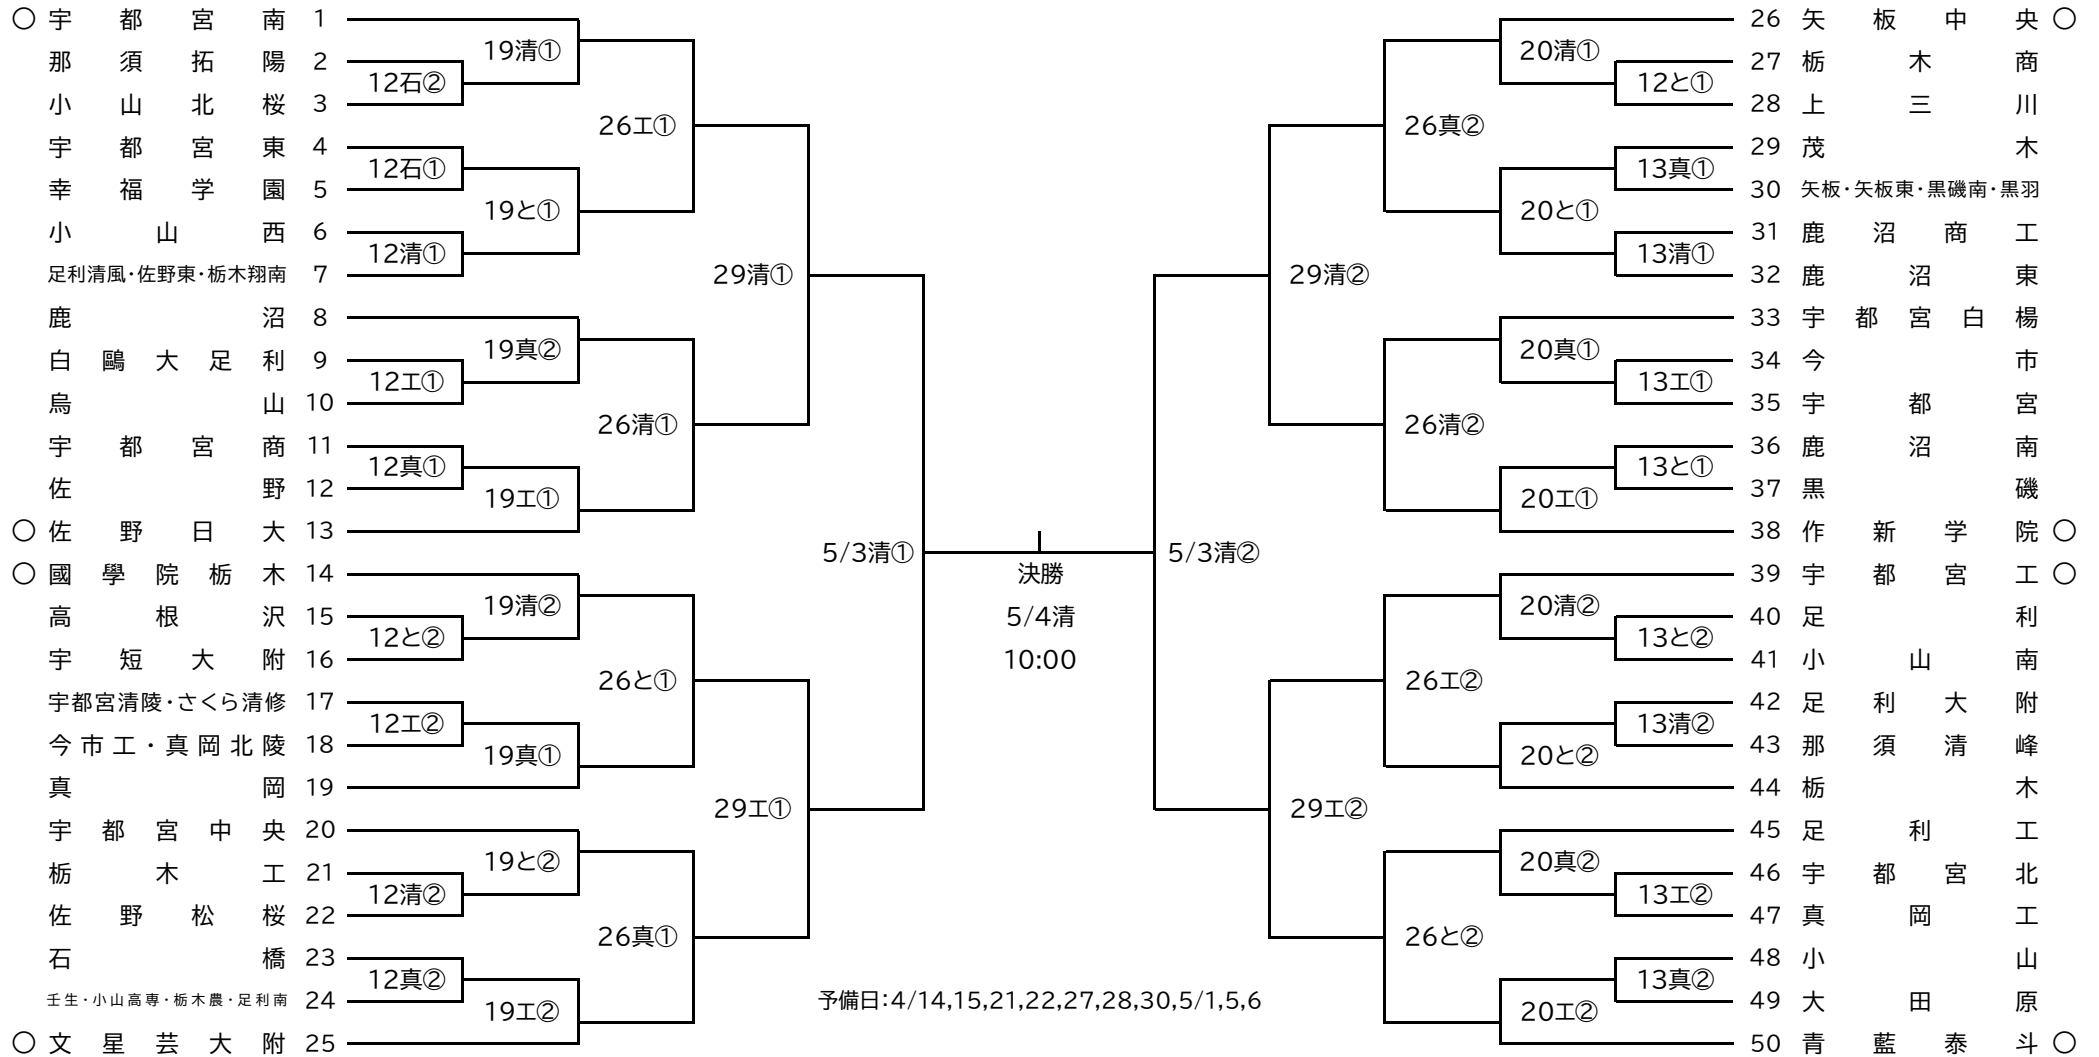 ○ 宇都宮南 1
那須拓陽 2
小山北桜 3
宇都宮東 4
幸福学園 5
小山西 6
足利清風・佐野東・栃木翔南 7
鹿沼 8
白鷗大足利 9
烏山 10
宇都宮商 11
佐野 12
○ 佐野日大 13
○ 國學院栃木 14
高根沢 15
宇短大附 16
宇都宮清陵・さくら清修 17
今市工・真岡北陵 18
真岡 19
宇都宮中央 20
栃木工 21
佐野松桜 22
石橋 23
壬生・小山高専・栃木農・足利南 24
○ 文星芸大附 25
12石②
12石①
12清①
12工①
12真①
12と②
12工②
12清②
12真②
19清①
19と①
19真②
19工①
19清②
19真①
19と②
19工②
26工①
26清①
26と①
26真①
29清①
29工①
5/3清①
決勝
5/4清
10:00
予備日:4/14,15,21,22,27,28,30,5/1,5,6
5/3清②
29清②
29工②
26真②
26清②
26工②
26と②
20清①
20と①
20真①
20工①
20清②
20と②
20真②
20工②
12と①
13真①
13清①
13工①
13と①
13と②
13清②
13工②
13真②
26 矢板中央 ○
27 栃木商
28 上三川
29 茂木
30 矢板・矢板東・黒磯南・黒羽
31 鹿沼商工
32 鹿沼東
33 宇都宮白楊
34 今市
35 宇都宮
36 鹿沼南
37 黒磯
38 作新学院 ○
39 宇都宮工 ○
40 足利
41 小山南
42 足利大附
43 那須清峰
44 栃木
45 足利工
46 宇都宮北
47 真岡工
48 小山
49 大田原
50 青藍泰斗 ○